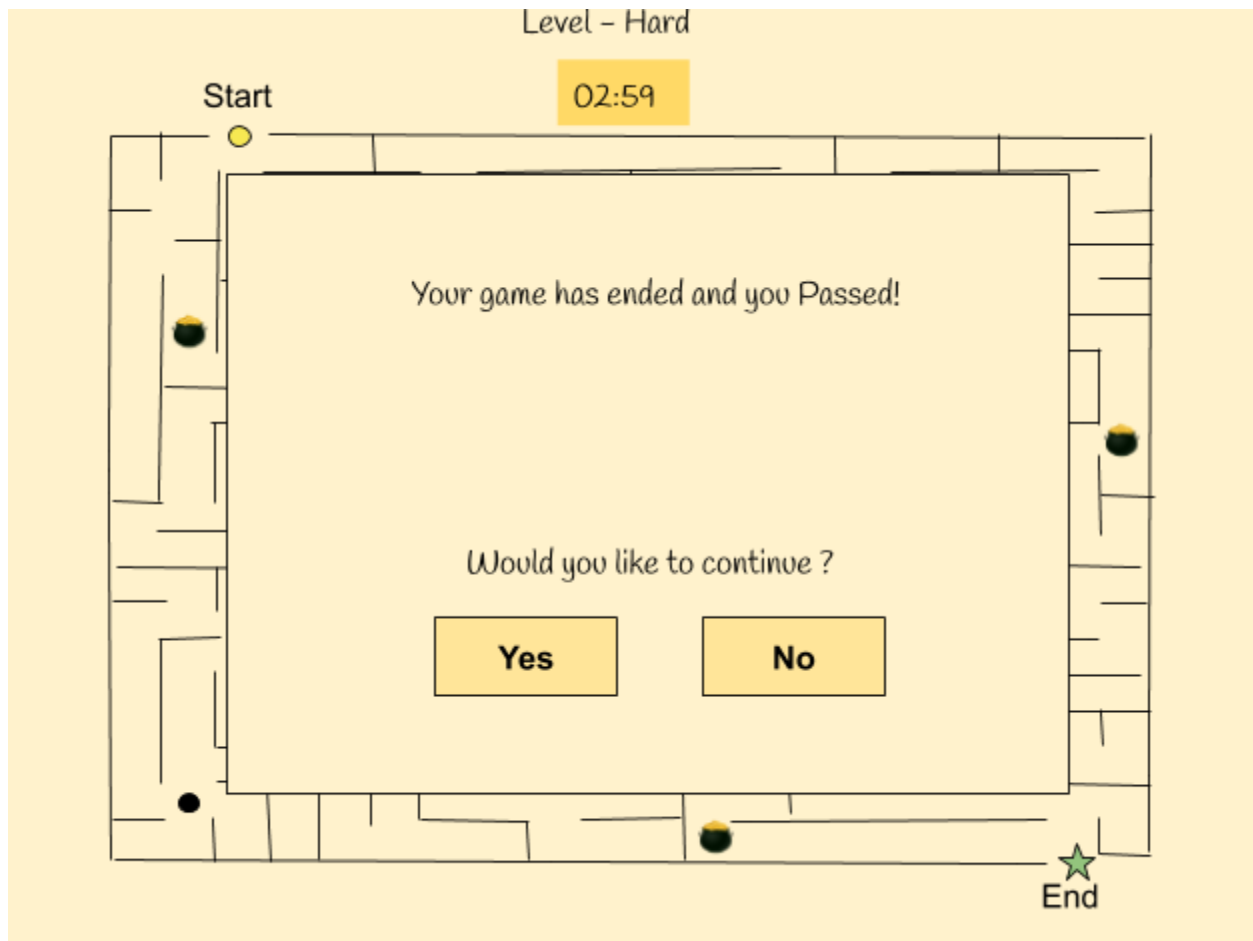 Level - Hard
02:59
Start
Your game has ended and you Passed!
Would you like to continue ?
Yes
No
End